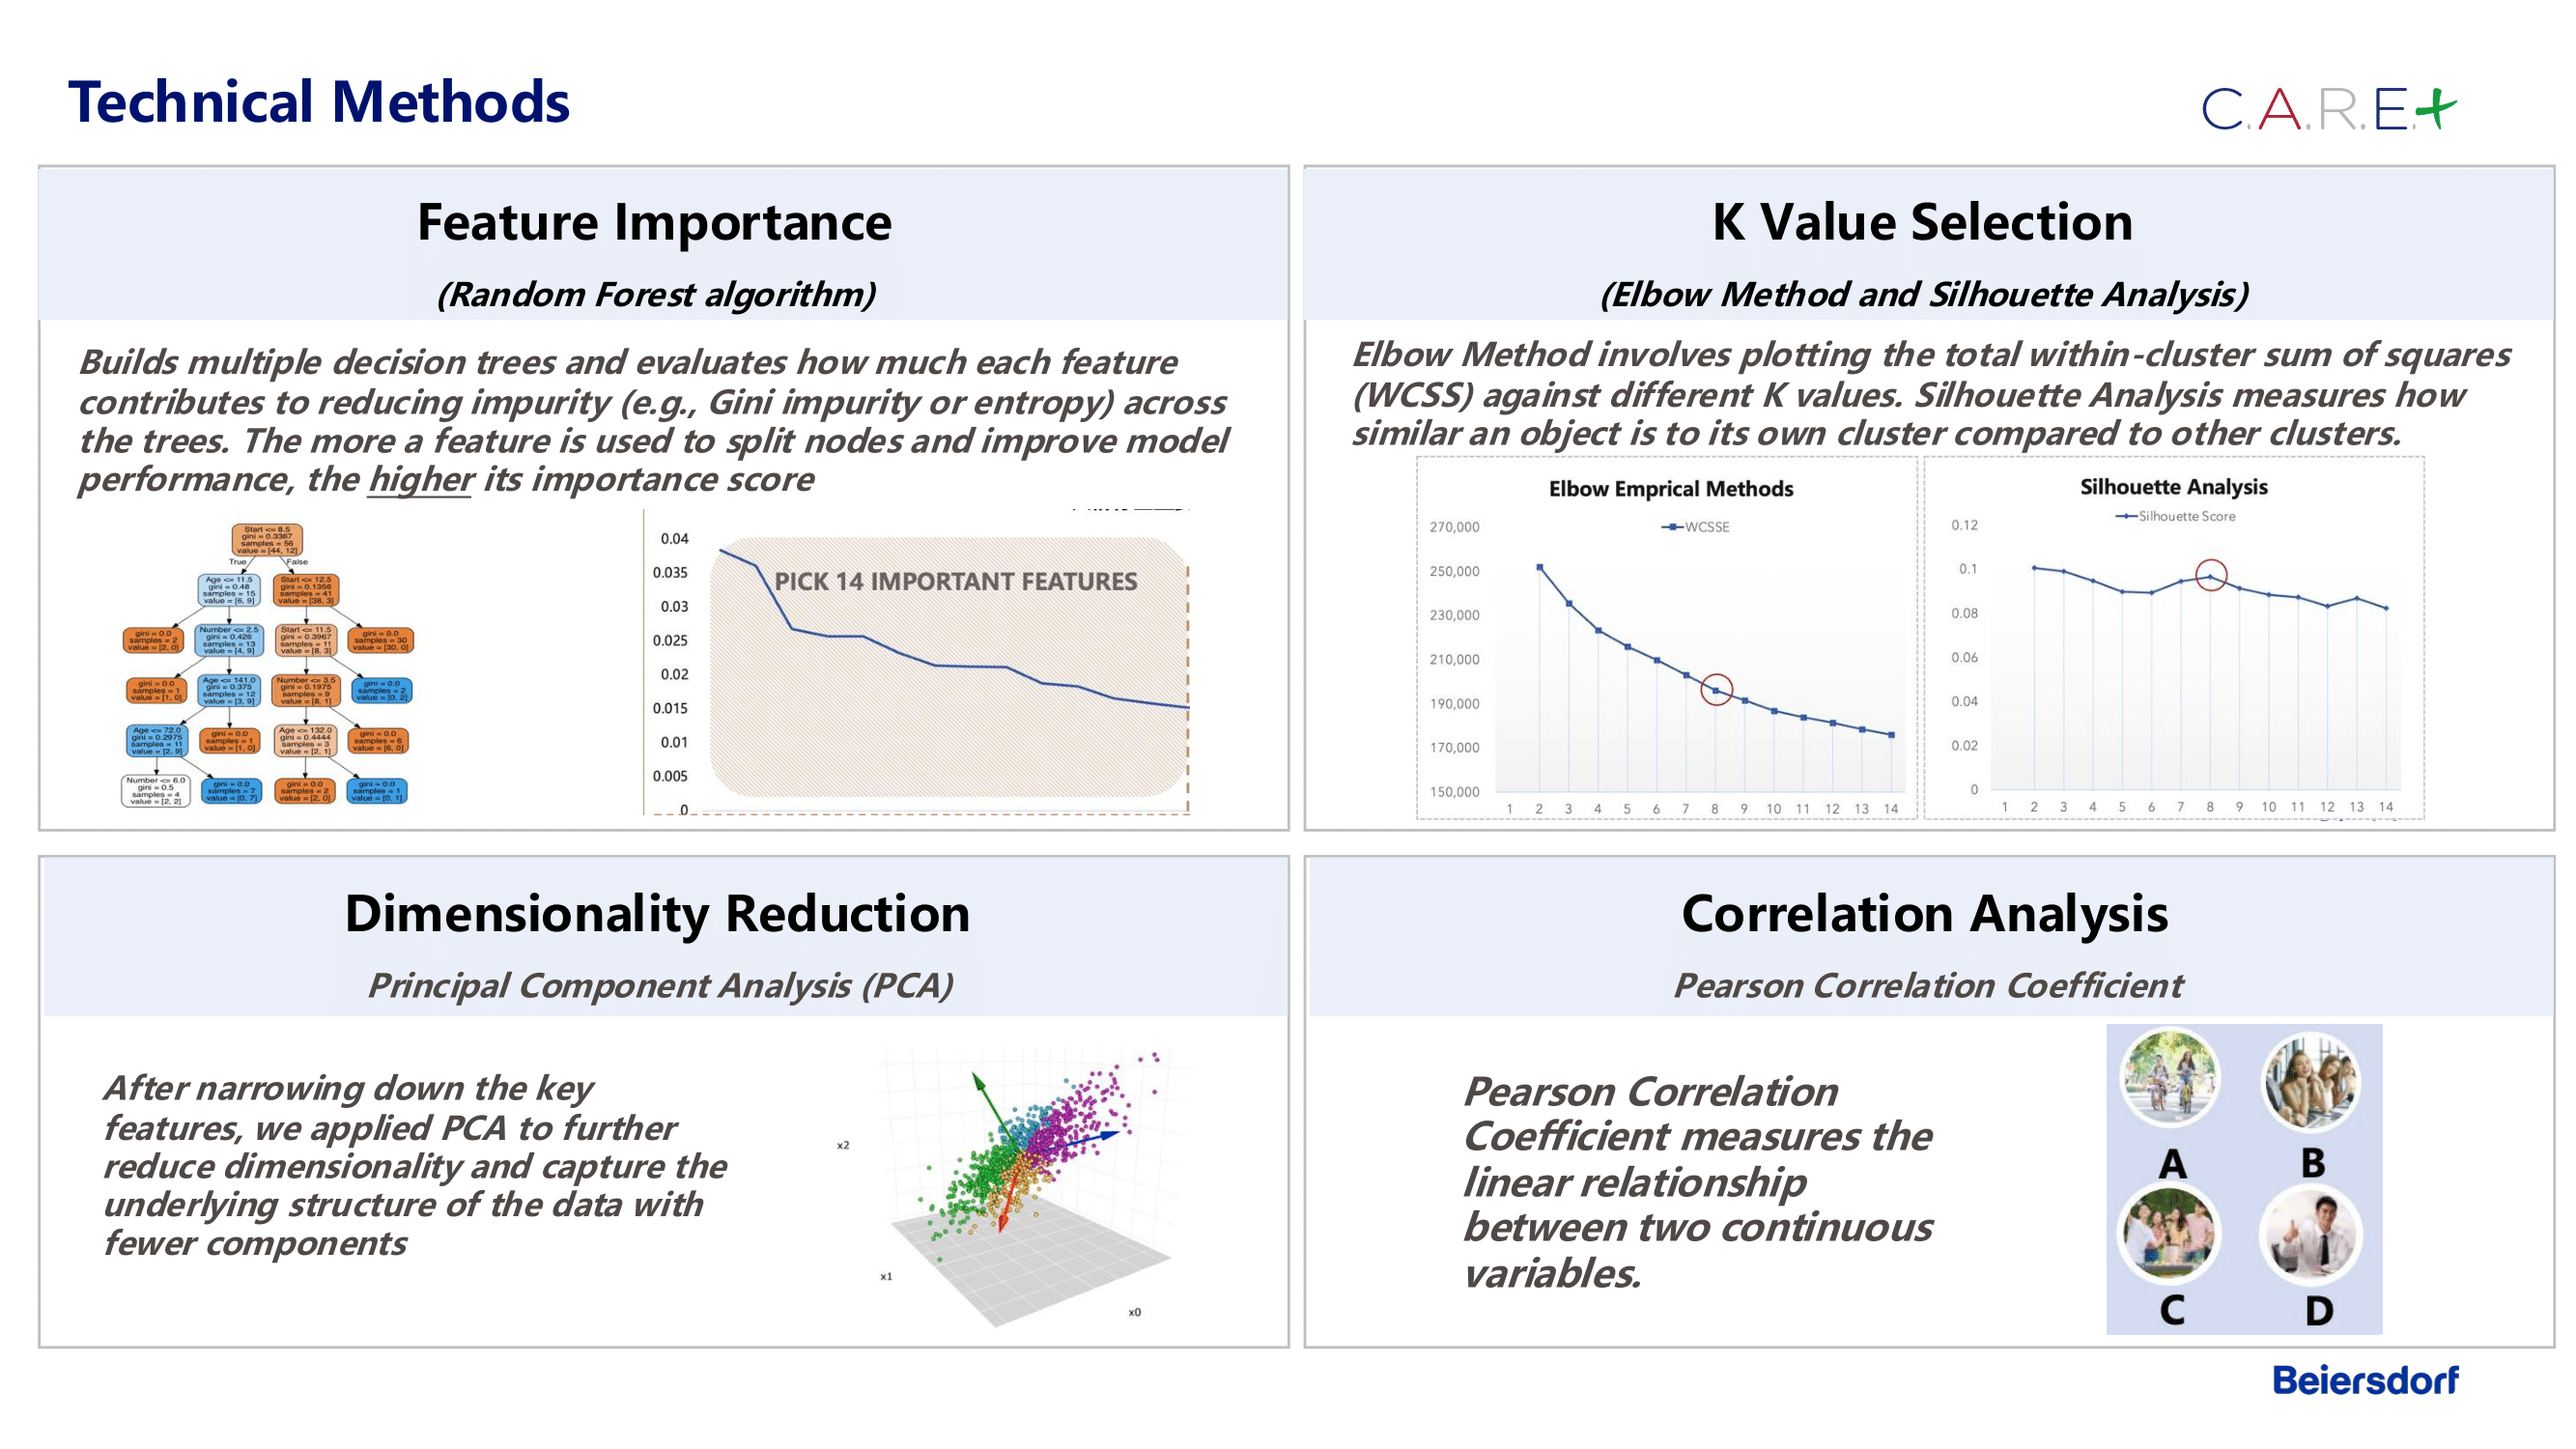 Technical Methods
C.A.R.E.+
Feature Importance
(Random Forest algorithm)
Builds multiple decision trees and evaluates how much each feature
contributes to reducing impurity (e.g., Gini impurity or entropy) across
the trees. The more a feature is used to split nodes and improve model
performance, the higher its importance score
Start <= 8.5
gini = 0.3367
samples = 56
value = [44, 12]
True
False
Age <= 11.5
gini = 0.48
samples = 15
value = [6, 9]
Start <= 12.5
gini = 0.1356
samples = 41
value = [38, 3]
gini = 0.0
samples = 2
value = [2, 0]
Number <= 2.5
gini = 0.426
samples = 13
value = [4, 9]
Start <= 11.5
gini = 0.3967
samples = 11
value = [8, 3]
gini = 0.0
samples = 30
value = [30, 0]
gini = 0.0
samples = 1
value = [1, 0]
Age <= 141.0
gini = 0.375
samples = 12
value = [3, 9]
Number <= 3.5
gini = 0.1975
samples = 9
value = [8, 1]
gini = 0.0
samples = 2
value = [0, 2]
Age <= 72.0
gini = 0.2975
samples = 11
value = [2, 9]
gini = 0.0
samples = 1
value = [1, 0]
Age <= 132.0
gini = 0.4444
samples = 3
value = [2, 1]
gini = 0.0
samples = 6
value = [6, 0]
Number <= 6.0
gini = 0.5
samples = 4
value = [2, 2]
gini = 0.0
samples = 7
value = [0, 7]
gini = 0.0
samples = 2
value = [2, 0]
gini = 0.0
samples = 1
value = [0, 1]
PICK 14 IMPORTANT FEATURES
0.04
0.035
0.03
0.025
0.02
0.015
0.01
0.005
0
K Value Selection
(Elbow Method and Silhouette Analysis)
Elbow Method involves plotting the total within-cluster sum of squares
(WCSS) against different K values. Silhouette Analysis measures how
similar an object is to its own cluster compared to other clusters.
Elbow Emprical Methods
WCSSE
270,000
250,000
230,000
210,000
190,000
170,000
150,000
1 2 3 4 5 6 7 8 9 10 11 12 13 14
Silhouette Analysis
Silhouette Score
0.12
0.1
0.08
0.06
0.04
0.02
0
1 2 3 4 5 6 7 8 9 10 11 12 13 14
Dimensionality Reduction
Principal Component Analysis (PCA)
After narrowing down the key
features, we applied PCA to further
reduce dimensionality and capture the
underlying structure of the data with
fewer components
x2
x1
x0
Correlation Analysis
Pearson Correlation Coefficient
Pearson Correlation
Coefficient measures the
linear relationship
between two continuous
variables.
A
B
C
D
Beiersdorf